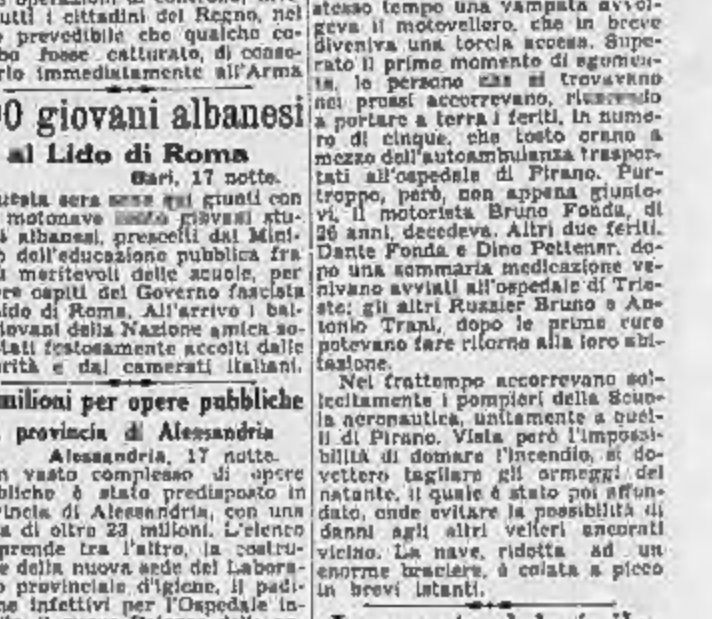 utti i cittadini del Regno, nel
prevedibile che qualche co-
fosse catturato, di conse-
immediatamente all'Arma
0 giovani albanesi
al Lido di Roma
Bari, 17 notte.
sera giunti con
motonave giovani stu-
albanesi, prescelti dal Mini-
dell'educazione pubblica fra
meritevoli delle scuole, per
ospiti del Governo fascista
di Roma. All'arrivo i
della Nazione amica so-
festosamente accolti dalle
e dai camerati italiani.
milioni per opere pubbliche
provincia di Alessandria
Alessandria, 17 notte.
vasto complesso di opere
è stato predisposto in
di Alessandria, con una
di oltre 23 milioni. L'elenco
prende tra l'altro, la costru-
della nuova sede del Labora-
provinciale d'igiene, il padi-
infettivi per l'Ospedale in-
stesso tempo una vampata avvol-
geva il motoveliero, che in breve
diveniva una torcia accesa. Supe-
rato il primo momento di sgomen-
to, le persone che si trovavano
nei pressi accorrevano, riuscendo
a portare a terra i feriti, in nume-
ro di cinque, che tosto erano a
mezzo dell'autoambulanza traspor-
tati all'ospedale di Pirano. Pur-
troppo, però, non appena giunto-
vi, il motorista Bruno Fonda, di
26 anni, decedeva. Altri due feriti,
Dante Fonda e Dino Pettener, do-
po una sommaria medicazione ve-
nivano avviati all'ospedale di Trie-
ste; gli altri Russier Bruno e An-
tonio Trani, dopo le prime cure
potevano fare ritorno alla loro abi-
tazione.
Nel frattempo accorrevano sol-
lecitamente i pompieri della Scuo-
la aeronautica, unitamente a quel-
li di Pirano. Vista però l'impossi-
bilità di domare l'incendio, si do-
vettero tagliare gli ormeggi del
natante, il quale è stato poi affon-
dato, onde evitare la possibilità di
danni agli altri velieri ancorati
vicino. La nave, ridotta ad un
enorme braciere, è colata a picco
in brevi istanti.